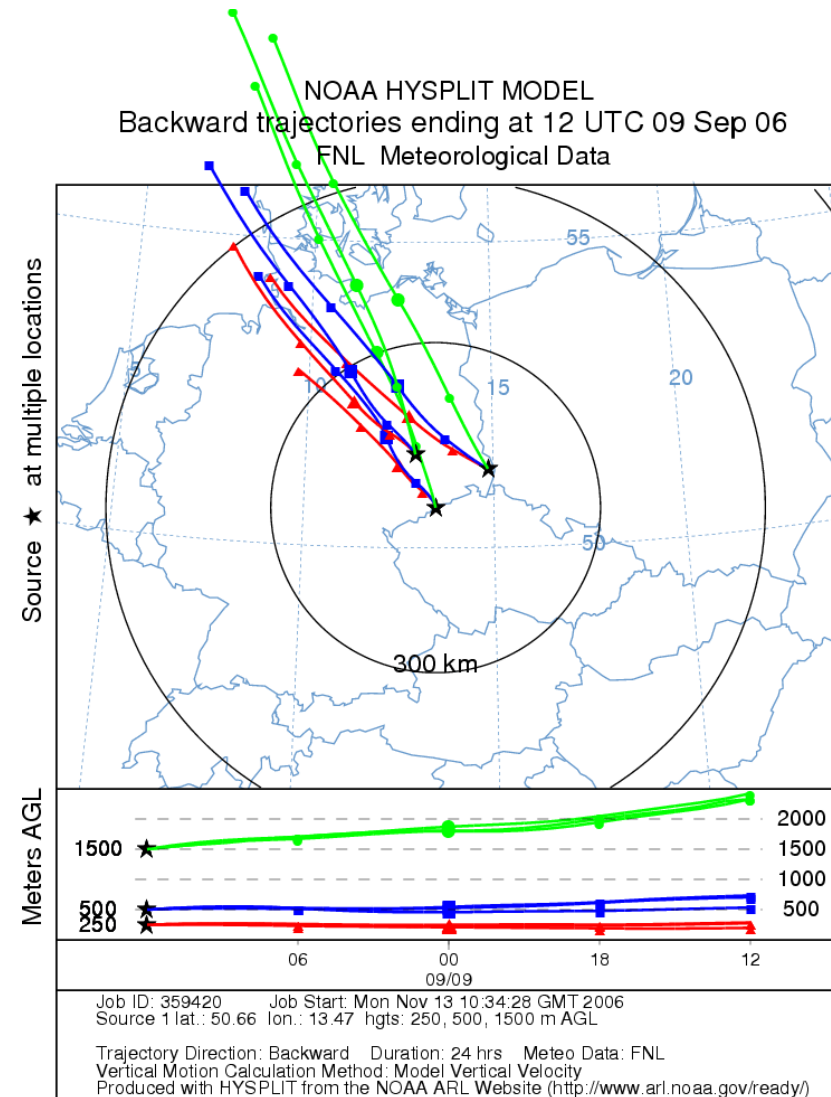 NOAA HYSPLIT MODEL
Backward trajectories ending at 12 UTC 09 Sep 06
FNL Meteorological Data
Source ★ at multiple locations
55
5
10
15
20
50
300 km
Meters AGL
1500
500
250
2000
1500
1000
500
06 00 18 12
09/09
Job ID: 359420 Job Start: Mon Nov 13 10:34:28 GMT 2006
Source 1 lat.: 50.66 lon.: 13.47 hgts: 250, 500, 1500 m AGL
Trajectory Direction: Backward Duration: 24 hrs Meteo Data: FNL
Vertical Motion Calculation Method: Model Vertical Velocity
Produced with HYSPLIT from the NOAA ARL Website (http://www.arl.noaa.gov/ready/)